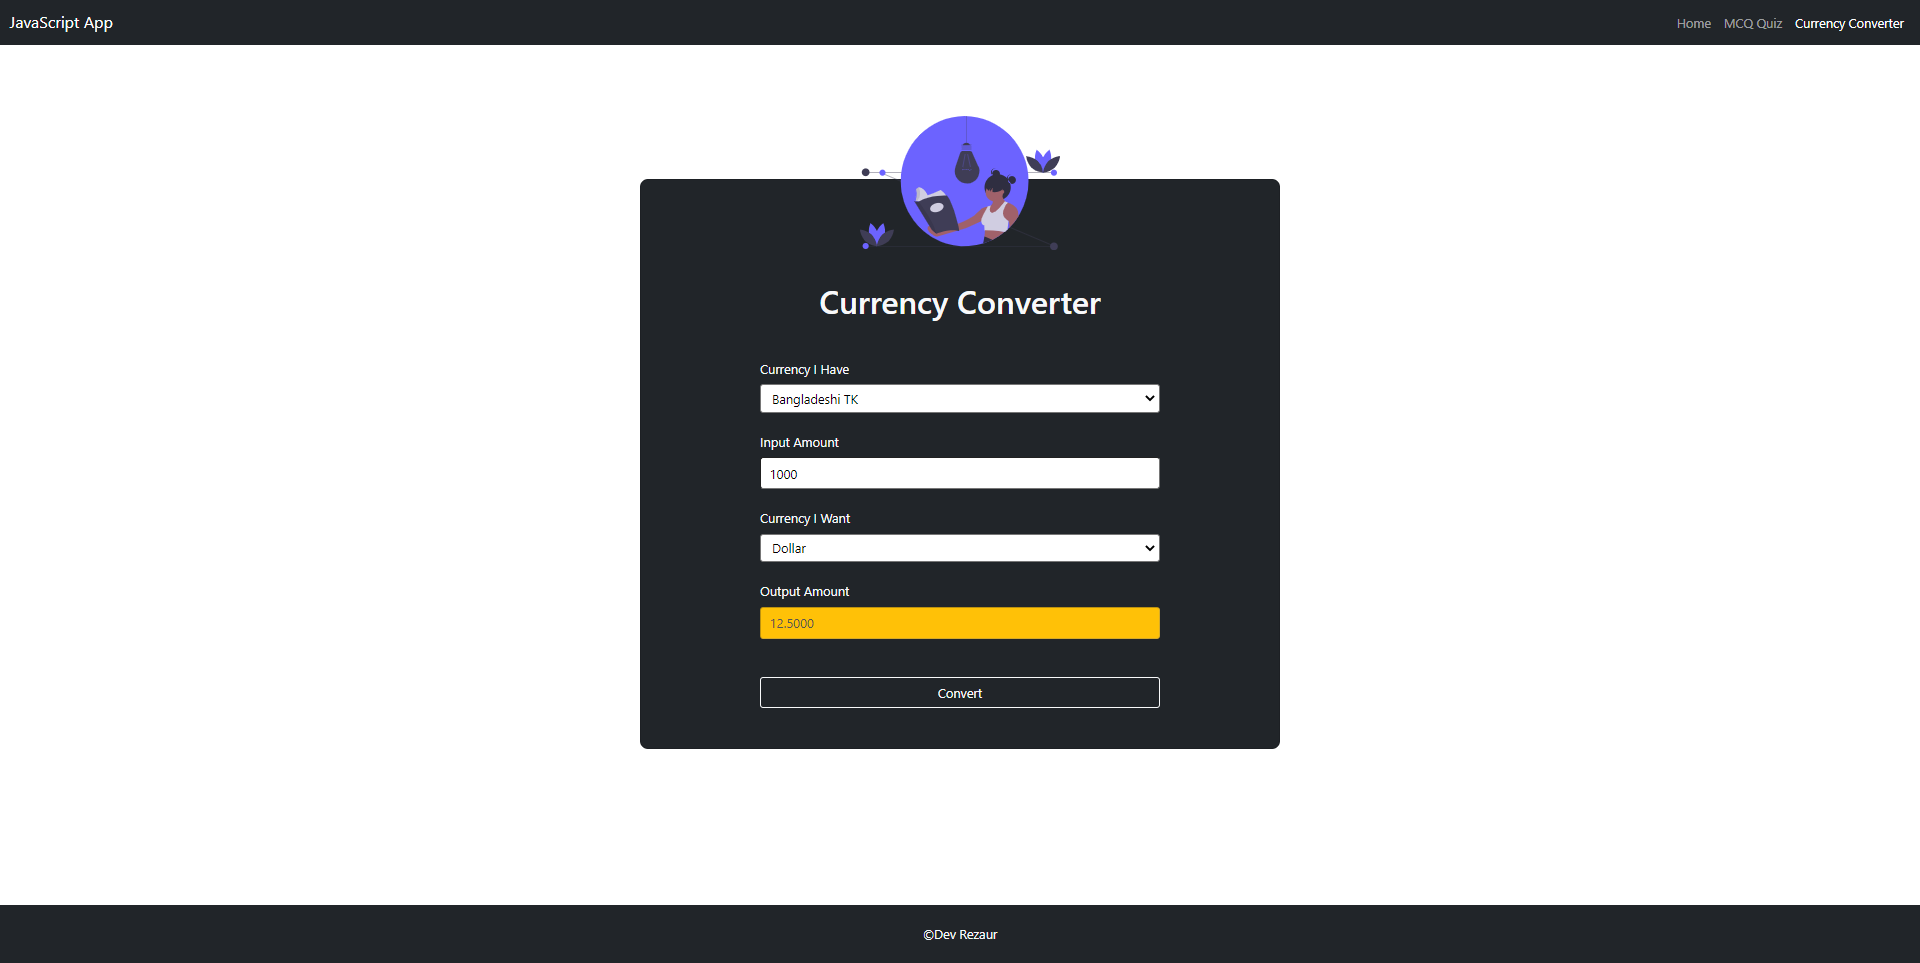 JavaScript App
Home MCQ Quiz Currency Converter
Currency Converter
Currency I Have
Bangladeshi TK
Input Amount
1000
Currency I Want
Dollar
Output Amount
12.5000
Convert
©Dev Rezaur